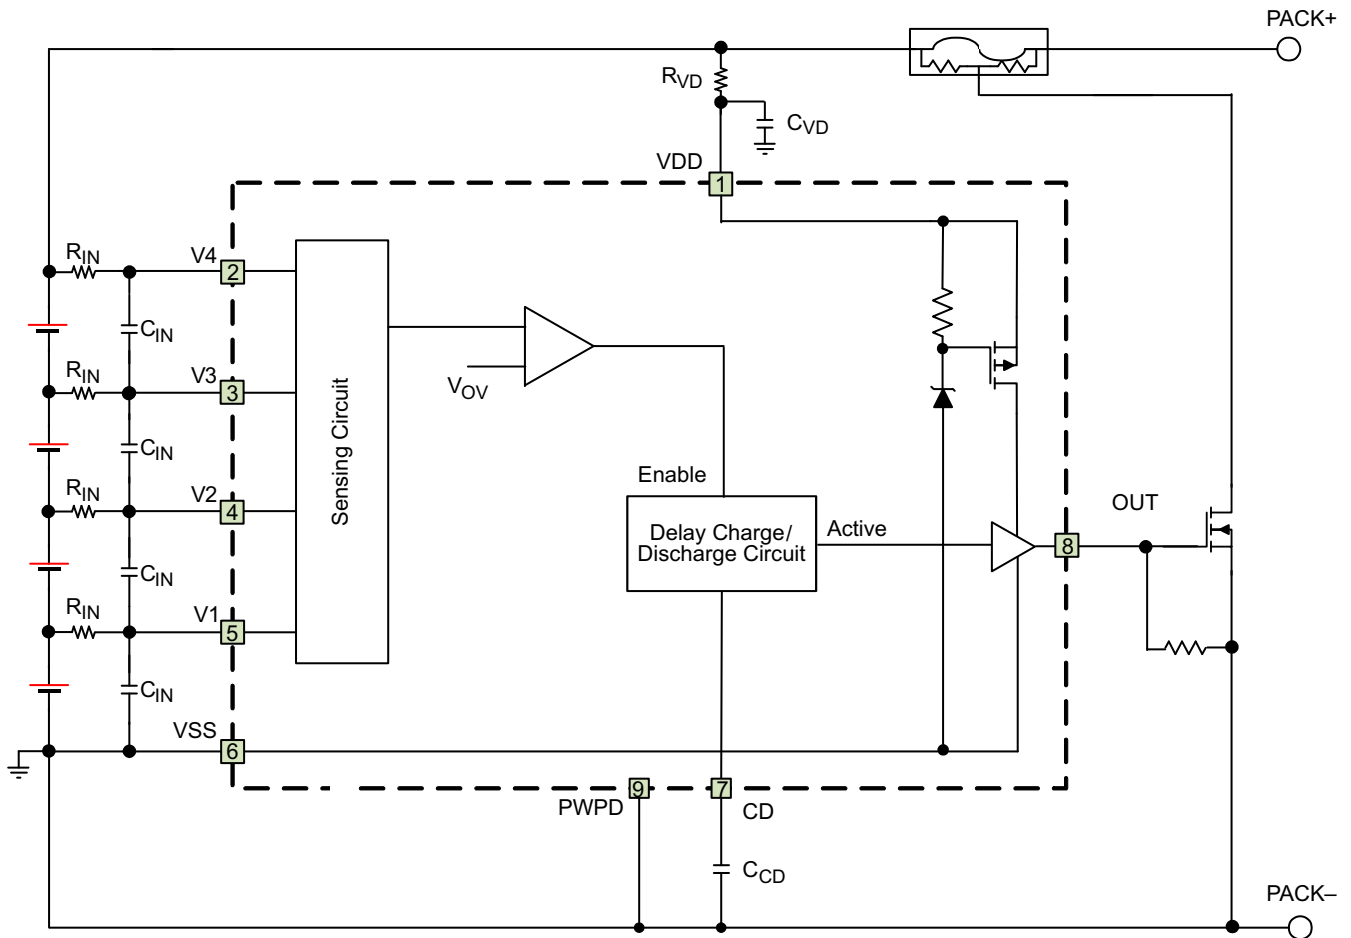 PACK+
RVD
CVD
VDD
1
RIN
V4
2
CIN
RIN
V3
3
VOV
CIN
Sensing Circuit
Enable
RIN
V2
4
OUT
Delay Charge/
Discharge Circuit
Active
8
CIN
RIN
V1
5
CIN
VSS
6
PWPD
9
7
CD
CCD
PACK–